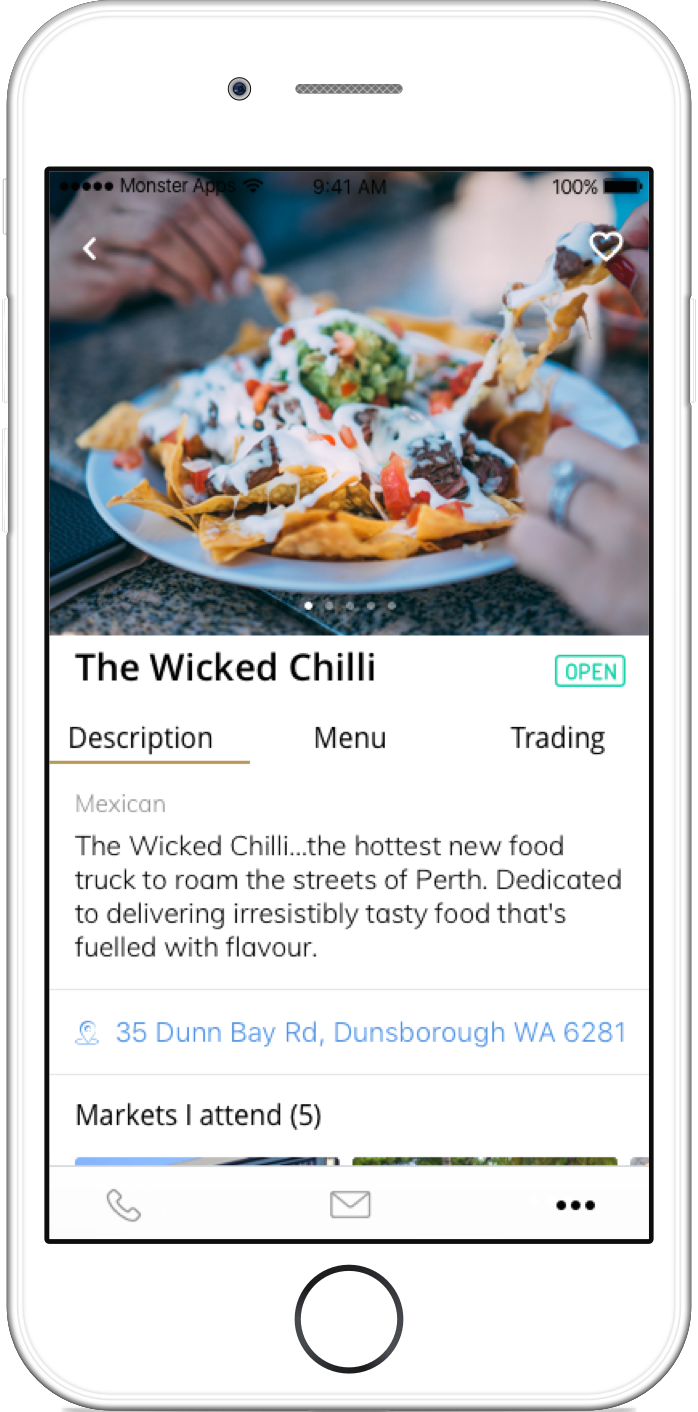 Monster Apps 9:41 AM 100%
The Wicked Chilli OPEN
Description Menu Trading
Mexican
The Wicked Chilli...the hottest new food
truck to roam the streets of Perth. Dedicated
to delivering irresistibly tasty food that's
fuelled with flavour.
35 Dunn Bay Rd, Dunsborough WA 6281
Markets I attend (5)